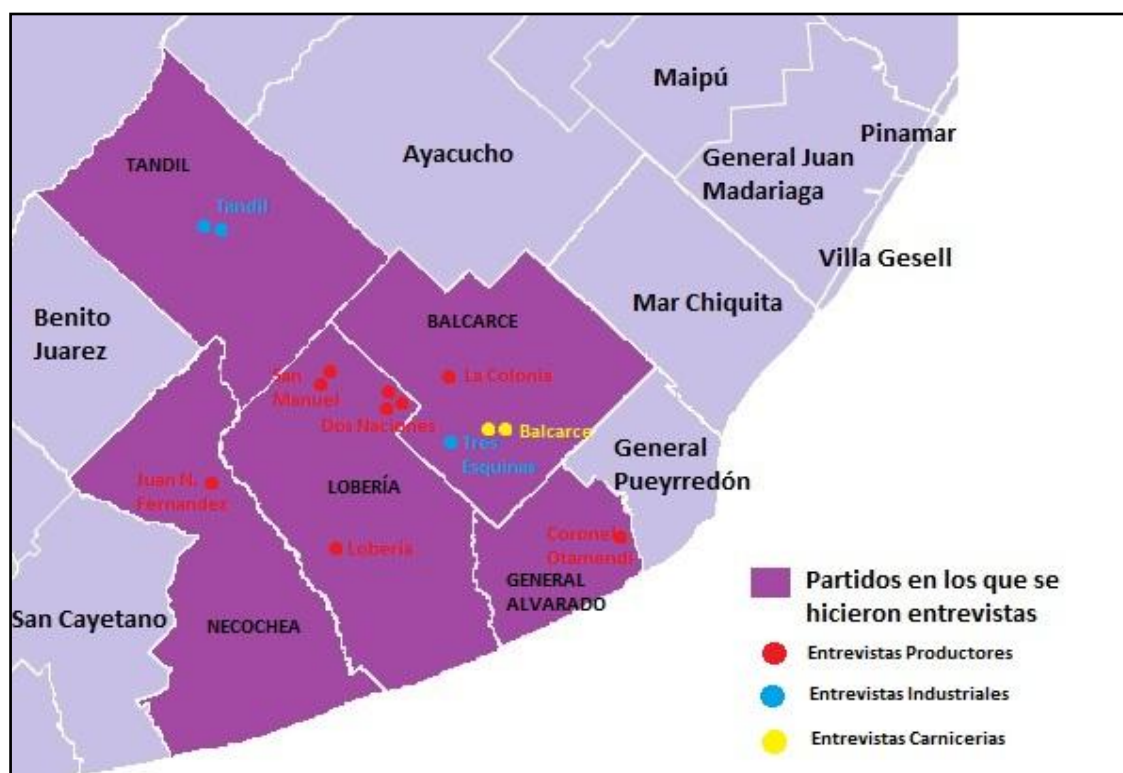 Maipú
Pinamar
Ayacucho
General Juan
Madariaga
TANDIL
Tandil
Villa Gesell
Mar Chiquita
Benito
Juarez
BALCARCE
San
Manuel
La Colonia
Dos Naciones
Balcarce
Tres
Esquinas
General
Pueyrredón
Juan N.
Fernandez
LOBERÍA
Lobería
Coronel
Otamendi
GENERAL
ALVARADO
San Cayetano
NECOCHEA
Partidos en los que se
hicieron entrevistas
Entrevistas Productores
Entrevistas Industriales
Entrevistas Carnicerias